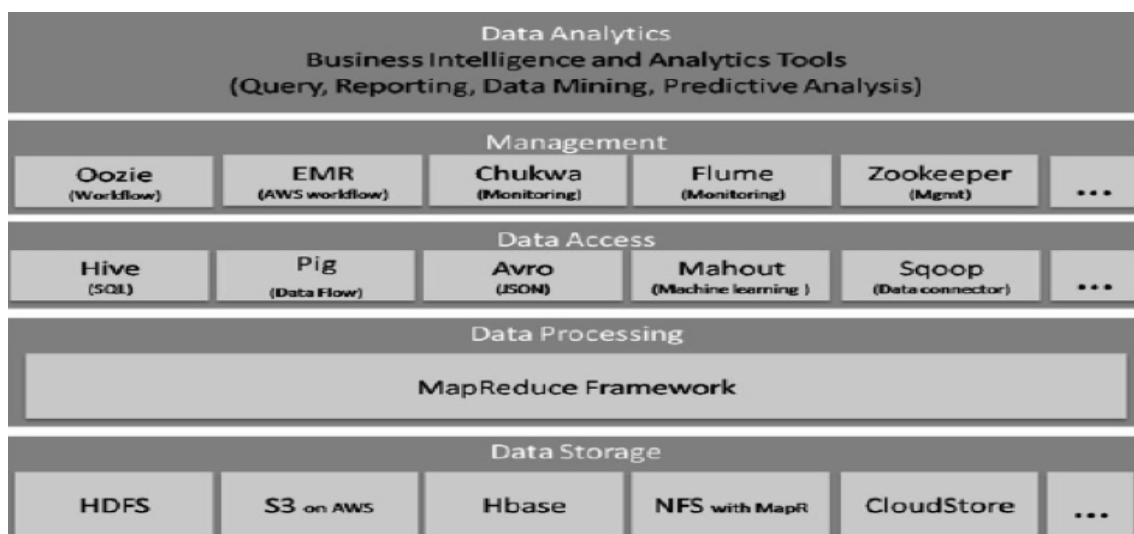 Data Analytics
Business Intelligence and Analytics Tools
(Query, Reporting, Data Mining, Predictive Analysis)
Management
Oozie
(Workflow)
EMR
(AWS workflow)
Chukwa
(Monitoring)
Flume
(Monitoring)
Zookeeper
(Mgmt)
...
Data Access
Hive
(SQL)
Pig
(Data Flow)
Avro
(JSON)
Mahout
(Machine learning )
Sqoop
(Data connector)
...
Data Processing
MapReduce Framework
Data Storage
HDFS
S3 on AWS
Hbase
NFS with MapR
CloudStore
...